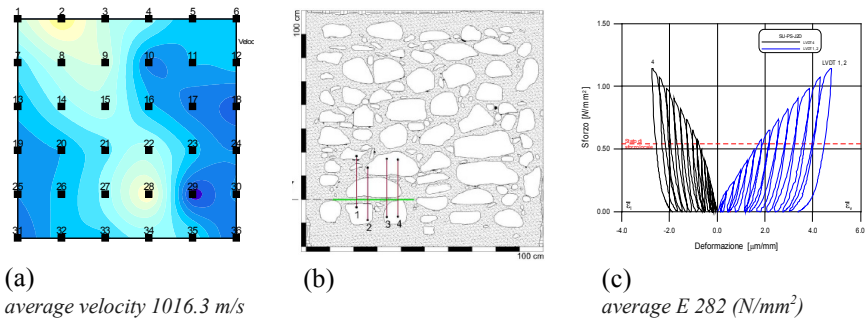 1 2 3 4 5 6
Veloc
7 8 9 10 11 12
13 14 15 16 17 18
19 20 21 22 23 24
25 26 27 28 29 30
31 32 33 34 35 36
(a)
average velocity 1016.3 m/s
100 cm
1 2 3 4
100 cm
(b)
1.50
1.00
0.50
0.00
Sforzo [N/mm²]
SU-PS-J2D
LVDT 1, 2
4
LVDT 1, 2
-4.0 -2.0 0.0 2.0 4.0 6.0
Deformazione [µm/mm]
(c)
average E 282 (N/mm²)